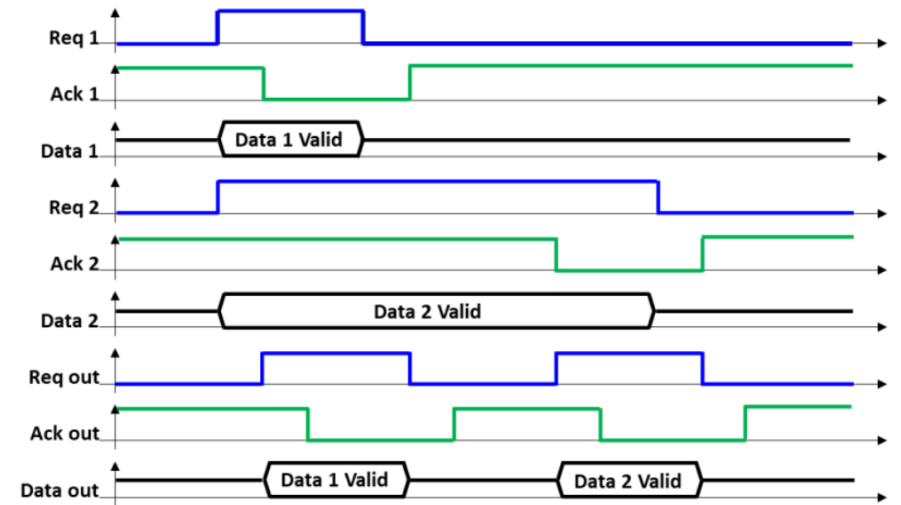 Req 1
Ack 1
Data 1 Valid
Data 1
Req 2
Ack 2
Data 2 Valid
Data 2
Req out
Ack out
Data 1 Valid
Data 2 Valid
Data out